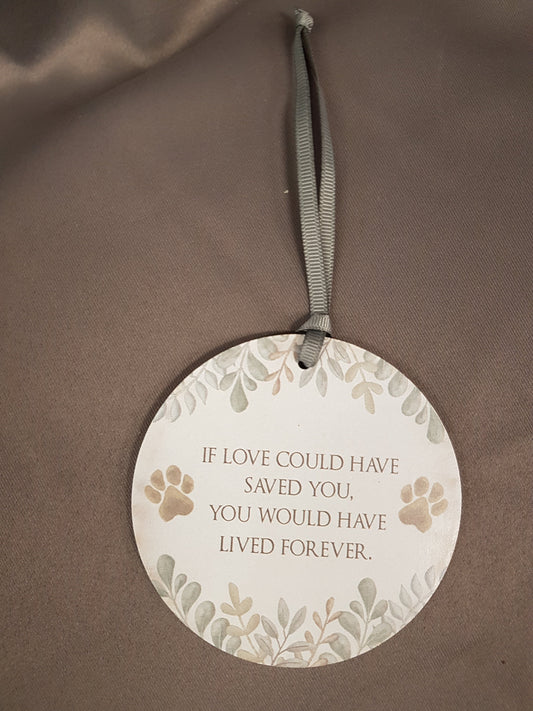 IF LOVE COULD HAVE
SAVED YOU,
YOU WOULD HAVE
LIVED FOREVER.